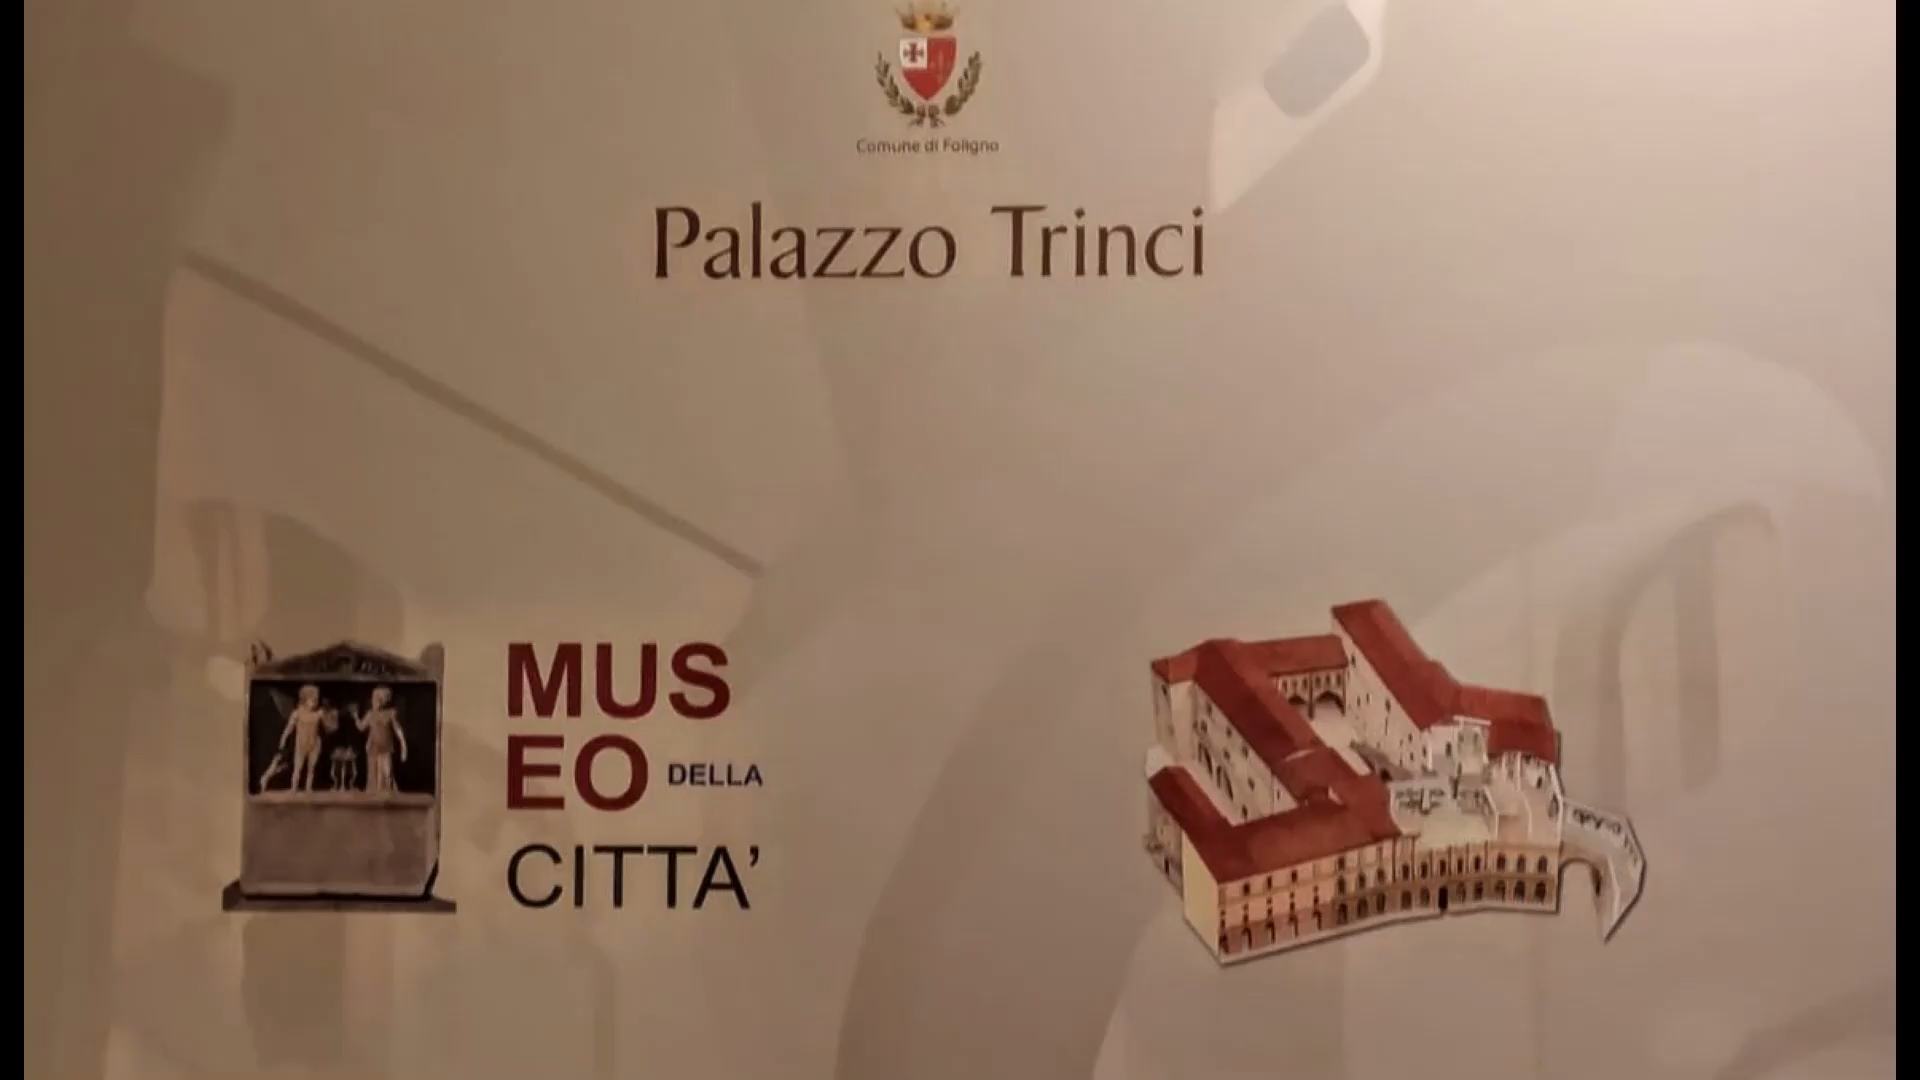 Comune di Foligno
Palazzo Trinci
MUS
EO DELLA
CITTA'